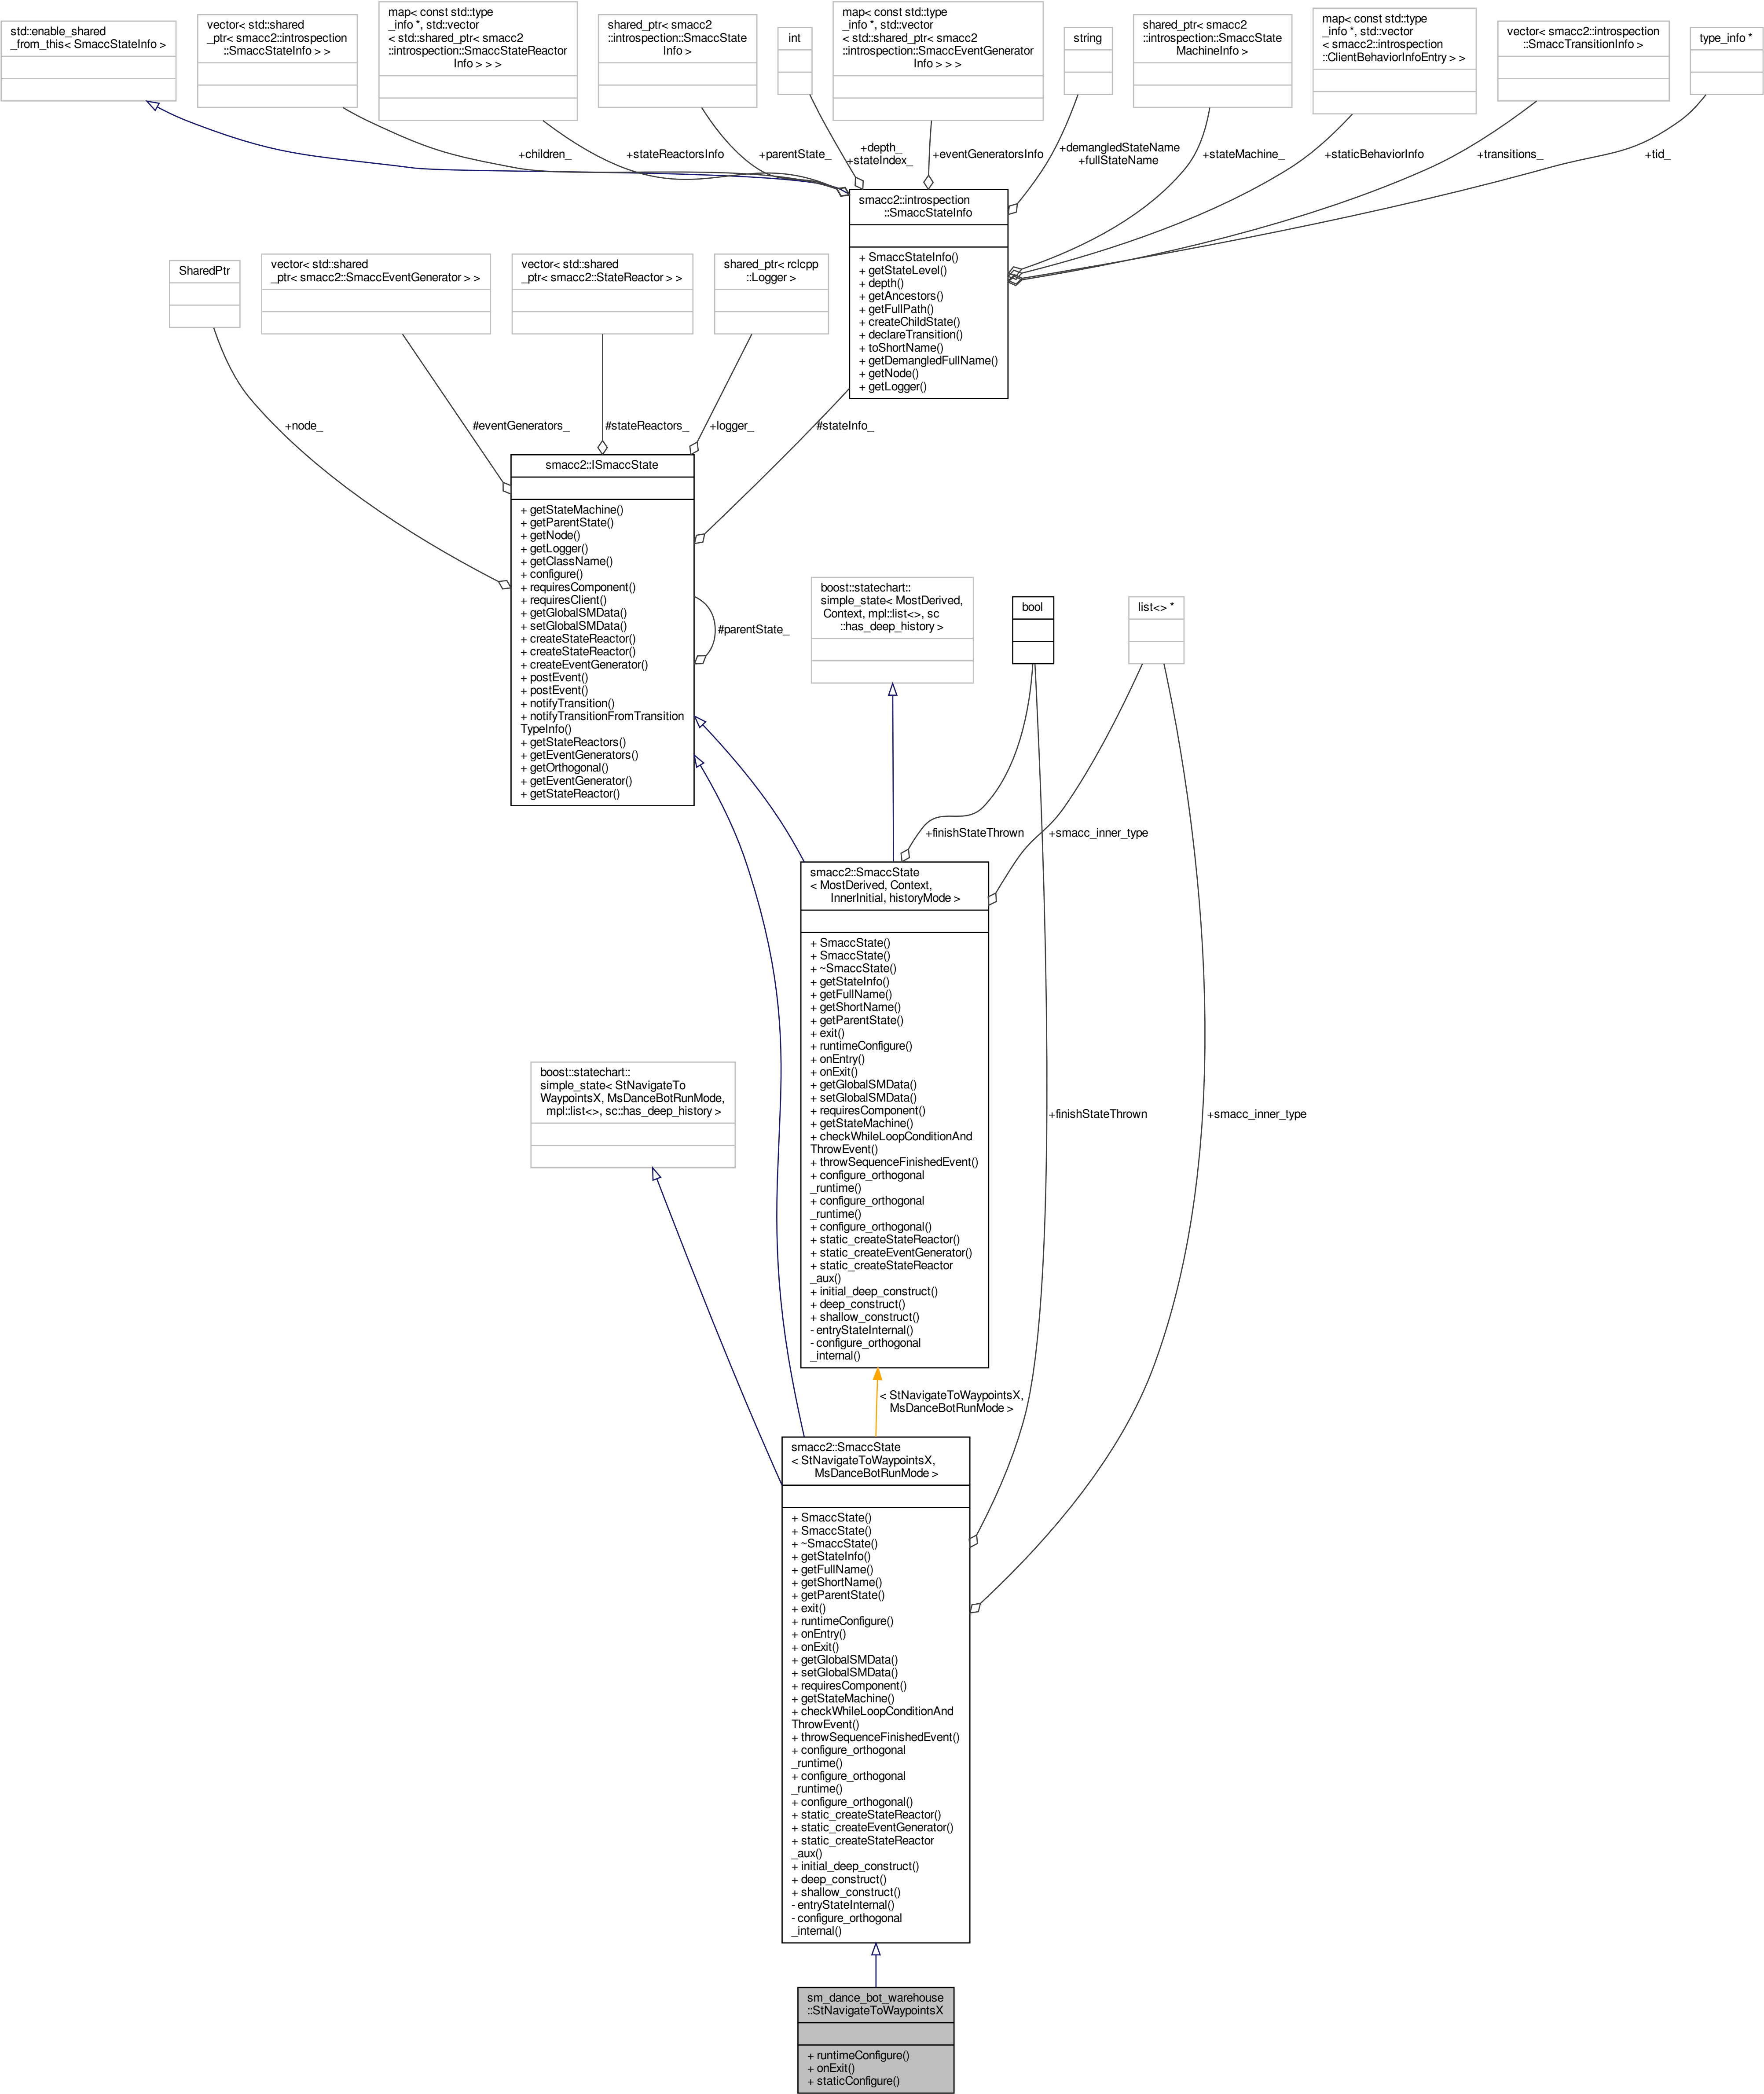 std::enable_shared
_from_this< SmaccStateInfo >
vector< std::shared
_ptr< smacc2::introspection
::SmaccStateInfo > >
map< const std::type
_info *, std::vector
< std::shared_ptr< smacc2
::introspection::SmaccStateReactor
Info > > >
shared_ptr< smacc2
::introspection::SmaccState
Info >
int
map< const std::type
_info *, std::vector
< std::shared_ptr< smacc2
::introspection::SmaccEventGenerator
Info > > >
string
shared_ptr< smacc2
::introspection::SmaccState
MachineInfo >
map< const std::type
_info *, std::vector
< smacc2::introspection
::ClientBehaviorInfoEntry > >
vector< smacc2::introspection
::SmaccTransitionInfo >
type_info *
+children_
+stateReactorsInfo
+parentState_
+depth_
+stateIndex_
+eventGeneratorsInfo
+demangledStateName
+fullStateName
+stateMachine_
+staticBehaviorInfo
+transitions_
+tid_
smacc2::introspection
::SmaccStateInfo
+ SmaccStateInfo()
+ getStateLevel()
+ depth()
+ getAncestors()
+ getFullPath()
+ createChildState()
+ declareTransition()
+ toShortName()
+ getDemangledFullName()
+ getNode()
+ getLogger()
SharedPtr
vector< std::shared
_ptr< smacc2::SmaccEventGenerator > >
vector< std::shared
_ptr< smacc2::StateReactor > >
shared_ptr< rclcpp
::Logger >
+node_
#eventGenerators_
#stateReactors_
+logger_
#stateInfo_
smacc2::ISmaccState
+ getStateMachine()
+ getParentState()
+ getNode()
+ getLogger()
+ getClassName()
+ configure()
+ requiresComponent()
+ requiresClient()
+ getGlobalSMData()
+ setGlobalSMData()
+ createStateReactor()
+ createStateReactor()
+ createEventGenerator()
+ postEvent()
+ postEvent()
+ notifyTransition()
+ notifyTransitionFromTransition
TypeInfo()
+ getStateReactors()
+ getEventGenerators()
+ getOrthogonal()
+ getEventGenerator()
+ getStateReactor()
#parentState_
boost::statechart::
simple_state< MostDerived,
Context, mpl::list<>, sc
::has_deep_history >
bool
list<> *
+finishStateThrown
+smacc_inner_type
smacc2::SmaccState
< MostDerived, Context,
InnerInitial, historyMode >
+ SmaccState()
+ SmaccState()
+ ~SmaccState()
+ getStateInfo()
+ getFullName()
+ getShortName()
+ getParentState()
+ exit()
+ runtimeConfigure()
+ onEntry()
+ onExit()
+ getGlobalSMData()
+ setGlobalSMData()
+ requiresComponent()
+ getStateMachine()
+ checkWhileLoopConditionAnd
ThrowEvent()
+ throwSequenceFinishedEvent()
+ configure_orthogonal
_runtime()
+ configure_orthogonal
_runtime()
+ configure_orthogonal()
+ static_createStateReactor()
+ static_createEventGenerator()
+ static_createStateReactor
_aux()
+ initial_deep_construct()
+ deep_construct()
+ shallow_construct()
- entryStateInternal()
- configure_orthogonal
_internal()
boost::statechart::
simple_state< StNavigateTo
WaypointsX, MsDanceBotRunMode,
mpl::list<>, sc::has_deep_history >
+finishStateThrown
+smacc_inner_type
< StNavigateToWaypointsX,
MsDanceBotRunMode >
smacc2::SmaccState
< StNavigateToWaypointsX,
MsDanceBotRunMode >
+ SmaccState()
+ SmaccState()
+ ~SmaccState()
+ getStateInfo()
+ getFullName()
+ getShortName()
+ getParentState()
+ exit()
+ runtimeConfigure()
+ onEntry()
+ onExit()
+ getGlobalSMData()
+ setGlobalSMData()
+ requiresComponent()
+ getStateMachine()
+ checkWhileLoopConditionAnd
ThrowEvent()
+ throwSequenceFinishedEvent()
+ configure_orthogonal
_runtime()
+ configure_orthogonal
_runtime()
+ configure_orthogonal()
+ static_createStateReactor()
+ static_createEventGenerator()
+ static_createStateReactor
_aux()
+ initial_deep_construct()
+ deep_construct()
+ shallow_construct()
- entryStateInternal()
- configure_orthogonal
_internal()
sm_dance_bot_warehouse
::StNavigateToWaypointsX
+ runtimeConfigure()
+ onExit()
+ staticConfigure()